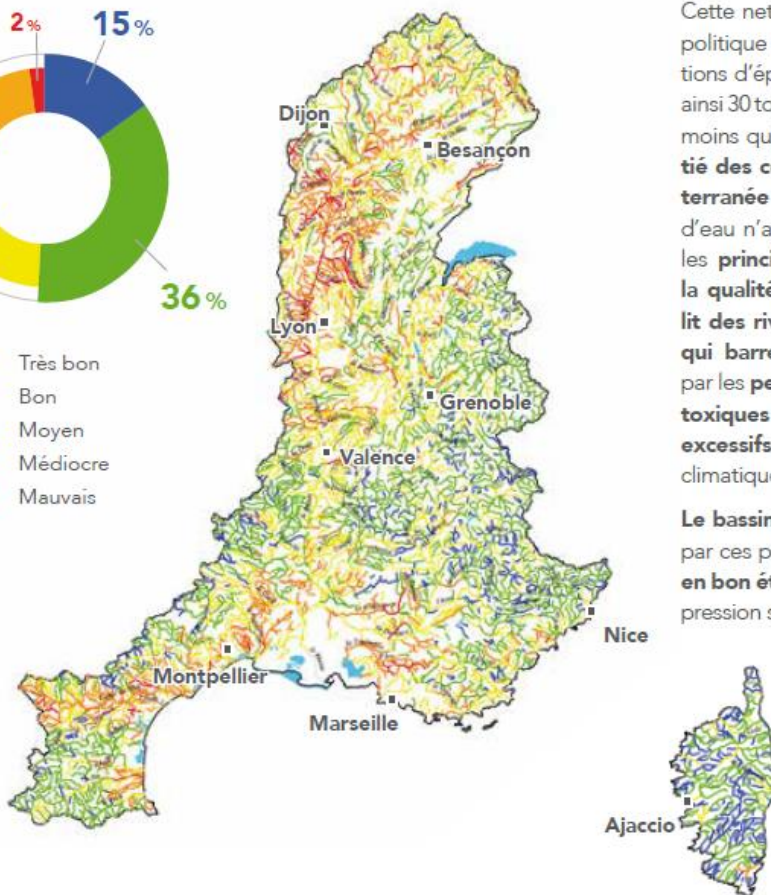 2 %
15 %
36 %
Très bon
Bon
Moyen
Médiocre
Mauvais
Dijon
Besançon
Lyon
Grenoble
Valence
Nice
Montpellier
Marseille
Ajaccio
Cette net
politique
tions d'ép
ainsi 30 to
moins qu
tié des c
terranée
d'eau n'a
les princi
la qualité
lit des riv
qui barre
par les pe
toxiques
excessifs
climatique
Le bassin
par ces p
en bon ét
pression s